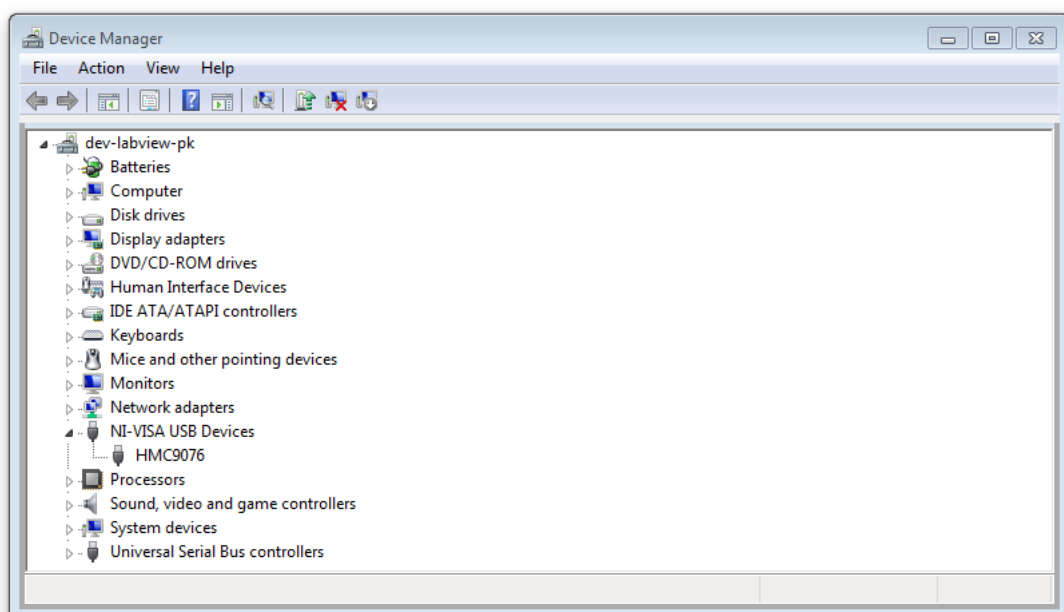 Device Manager
File Action View Help
dev-labview-pk
Batteries
Computer
Disk drives
Display adapters
DVD/CD-ROM drives
Human Interface Devices
IDE ATA/ATAPI controllers
Keyboards
Mice and other pointing devices
Monitors
Network adapters
NI-VISA USB Devices
HMC9076
Processors
Sound, video and game controllers
System devices
Universal Serial Bus controllers